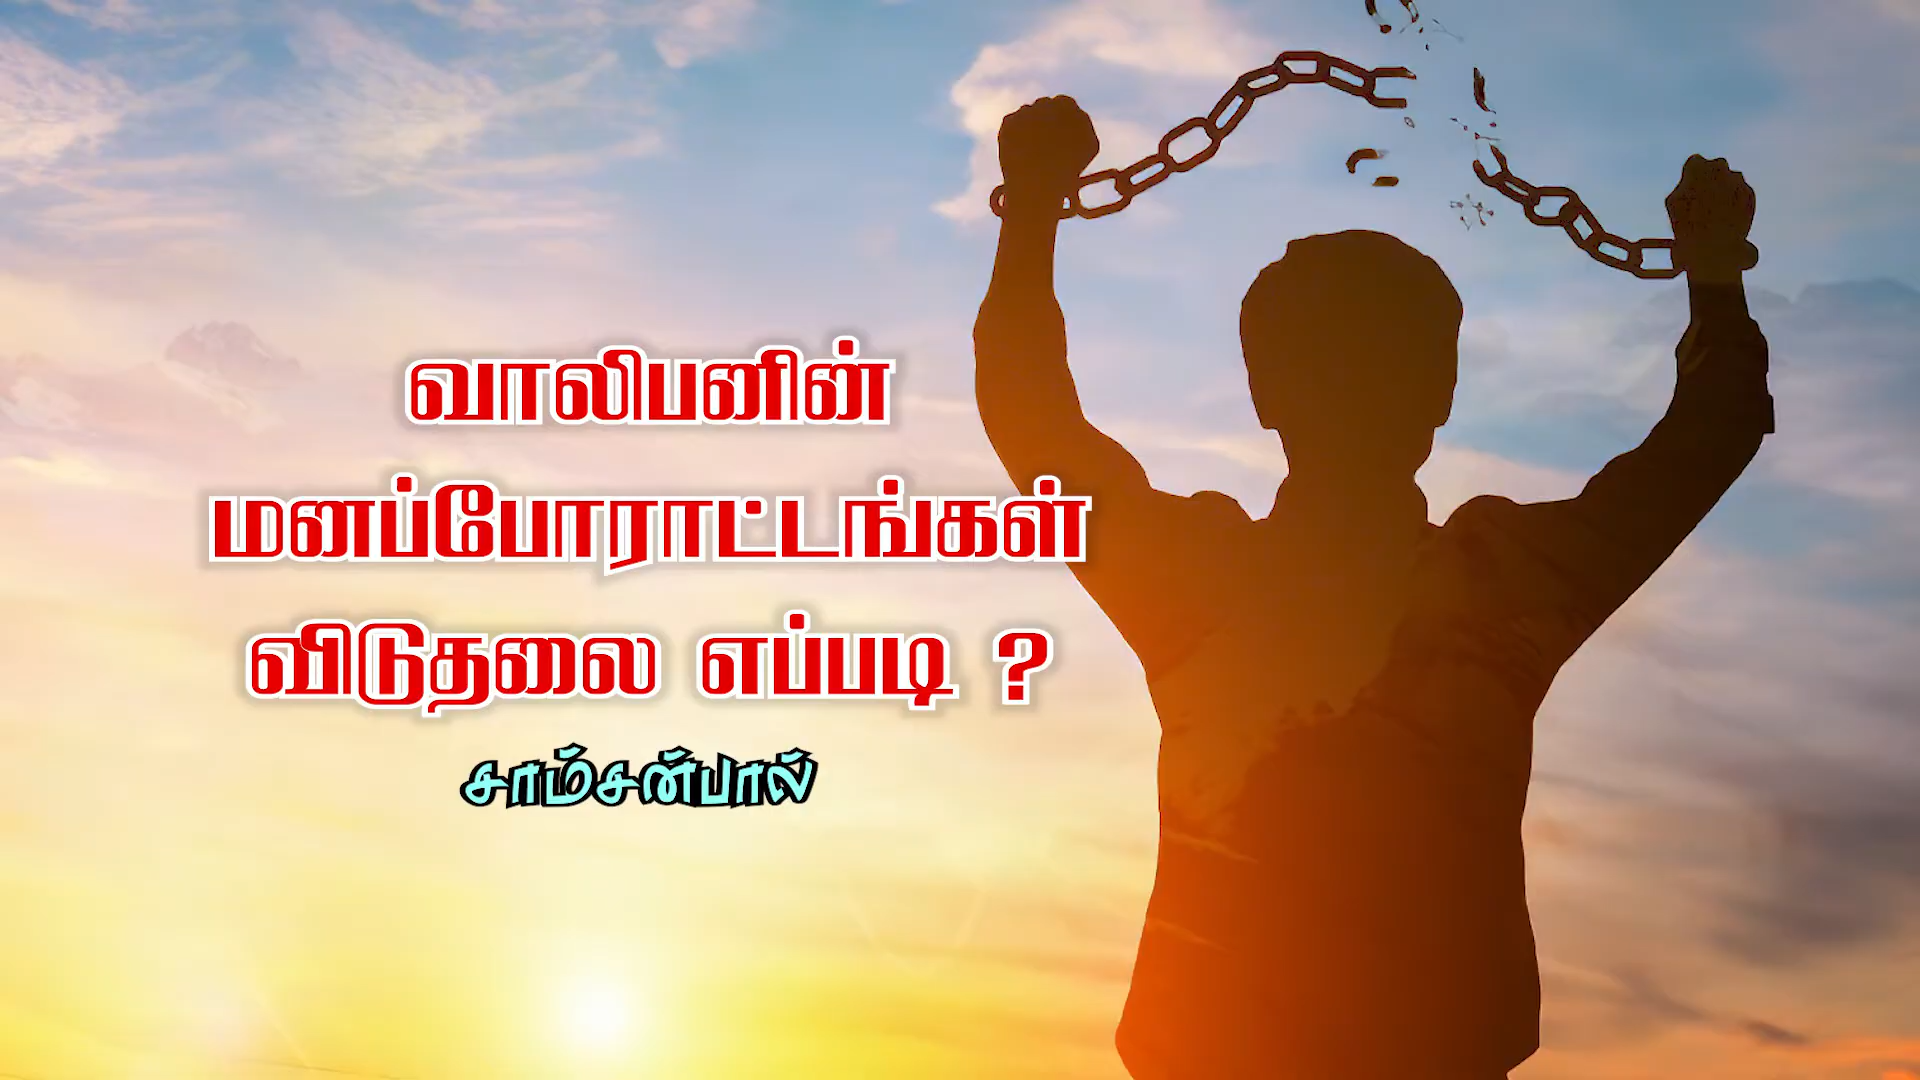 வாலிபனின்
மனப்போராட்டங்கள்
விடுதலை எப்படி ?
சாம்சன்பால்